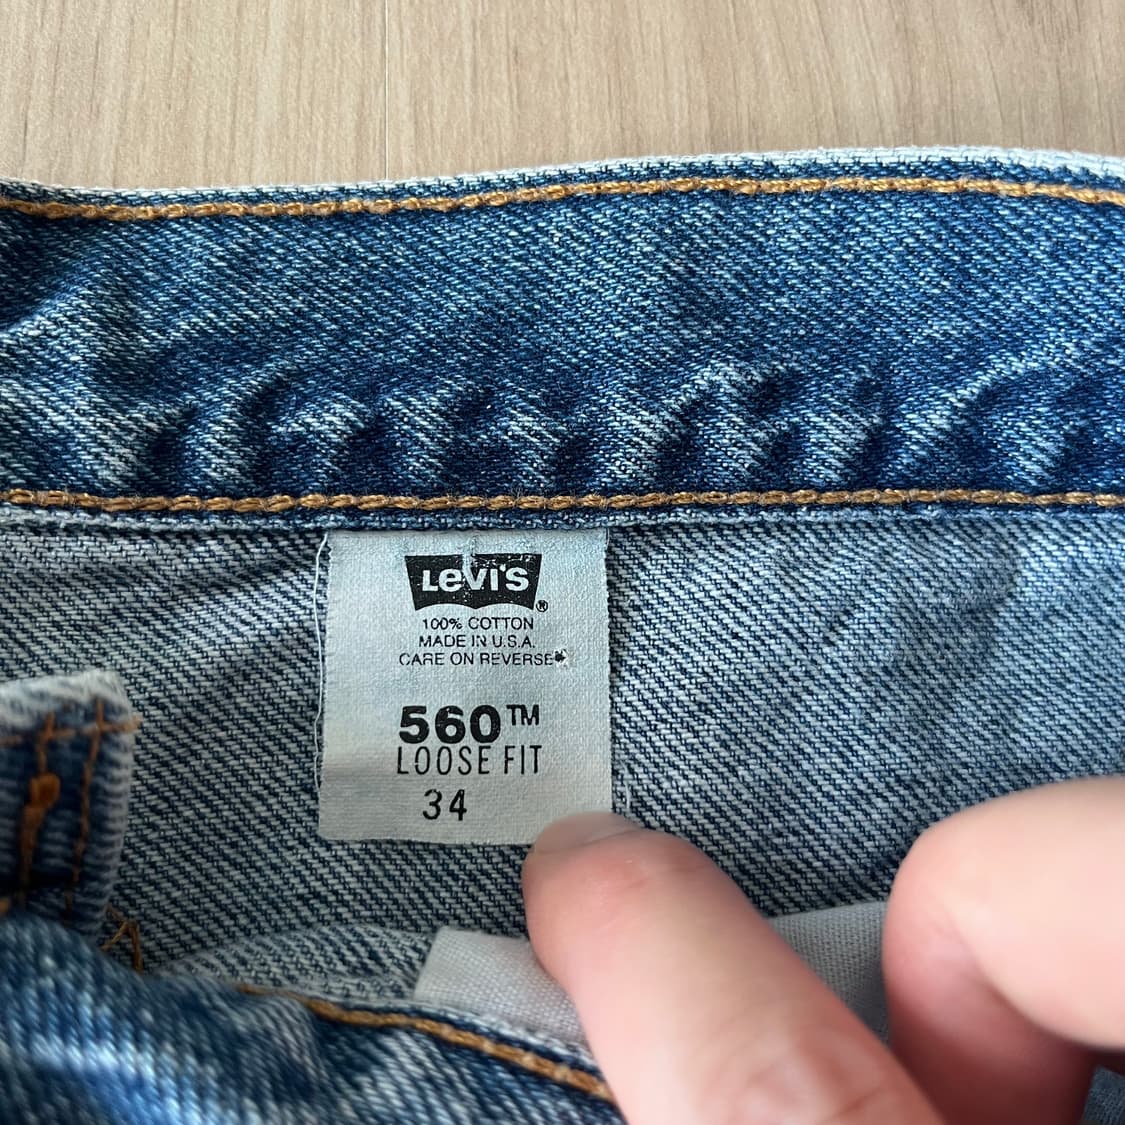 LEVI'S®
100% COTTON
MADE IN U.S.A.
CARE ON REVERSE
560™
LOOSE FIT
34